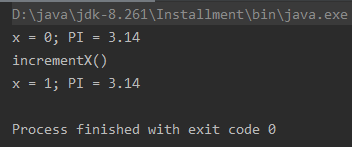 D:\java\jdk-8.261\Installment\bin\java.exe
x = 0; PI = 3.14
incrementX()
x = 1; PI = 3.14
Process finished with exit code 0